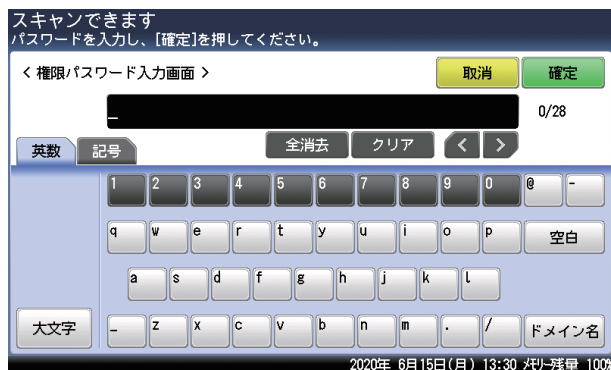 スキャンできます
パスワードを入力し、[確定]を押してください。
< 権限パスワード入力画面 >
取消
確定
_
0/28
英数
記号
全消去
クリア
<
>
1 2 3 4 5 6 7 8 9 0 @ -
q w e r t y u i o p 空白
a s d f g h j k l
大文字 _ z x c v b n m . / ドメイン名
2020年 6月15日(月) 13:30 メモリー残量 100%